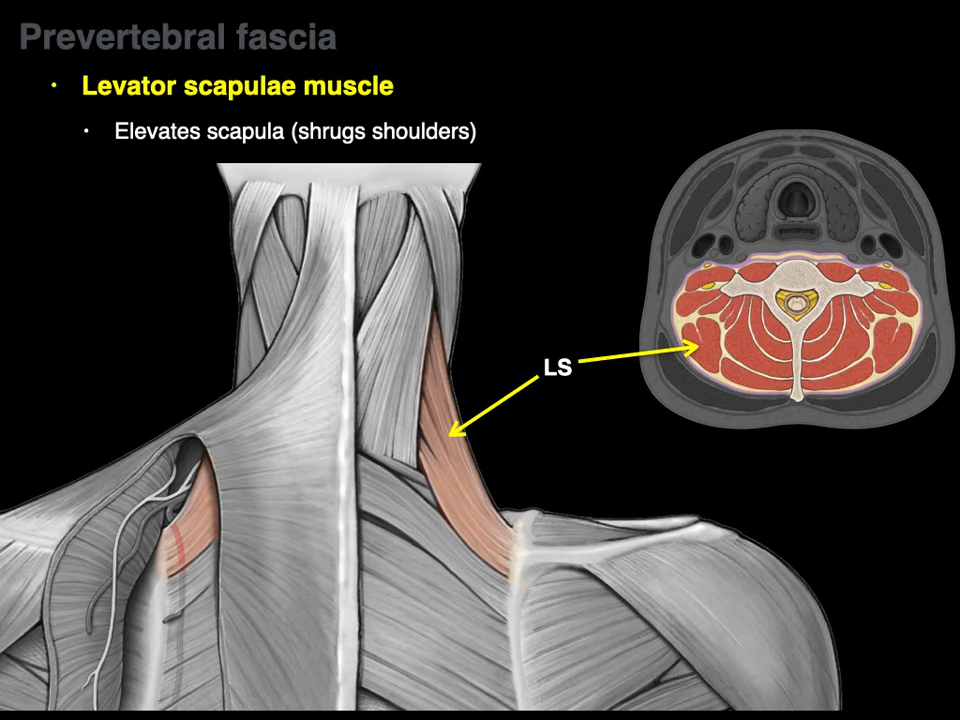 Prevertebral fascia
• Levator scapulae muscle
• Elevates scapula (shrugs shoulders)
LS